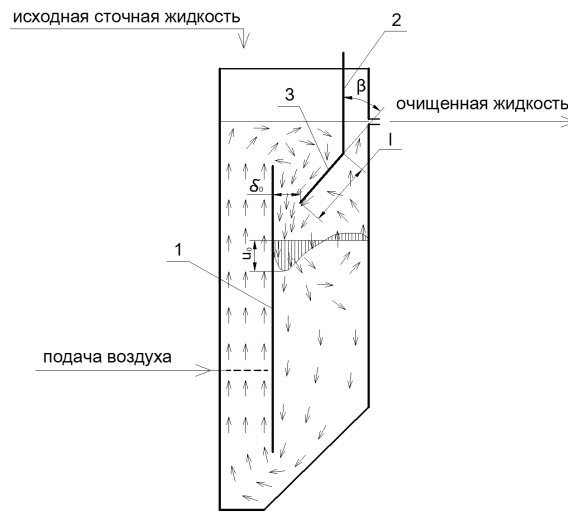 исходная сточная жидкость
2
β
3
очищенная жидкость
l
δ₀
u₀
1
подача воздуха